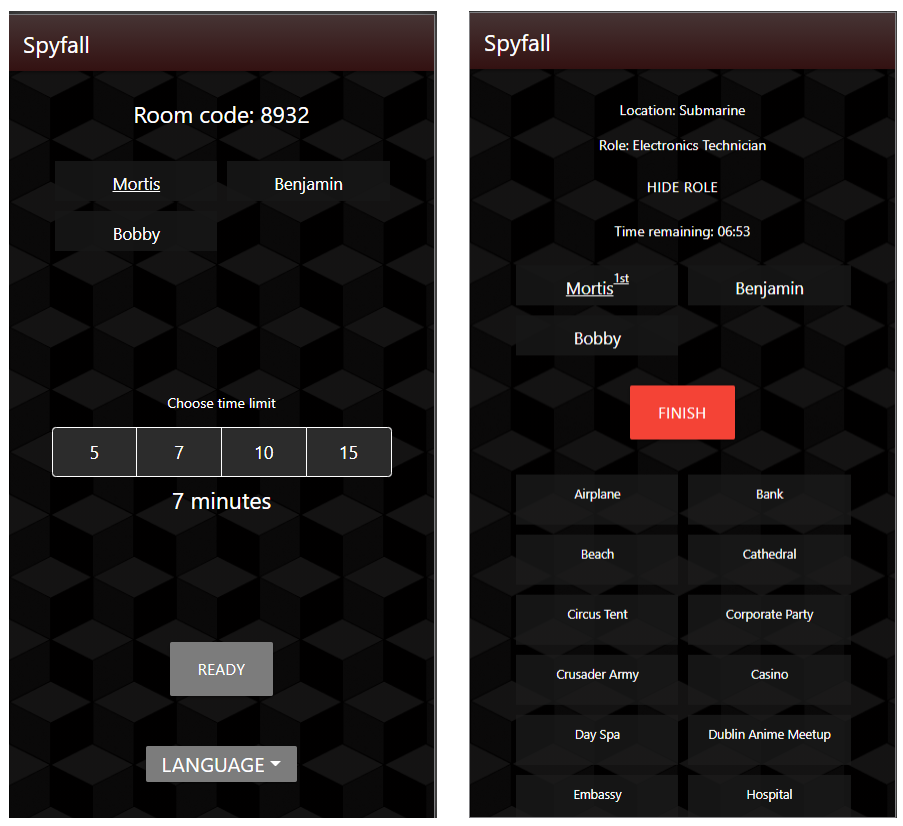 Spyfall
Room code: 8932
Mortis Benjamin
Bobby
Choose time limit
5 7 10 15
7 minutes
READY
LANGUAGE
Spyfall
Location: Submarine
Role: Electronics Technician
HIDE ROLE
Time remaining: 06:53
Mortis1st Benjamin
Bobby
FINISH
Airplane Bank
Beach Cathedral
Circus Tent Corporate Party
Crusader Army Casino
Day Spa Dublin Anime Meetup
Embassy Hospital